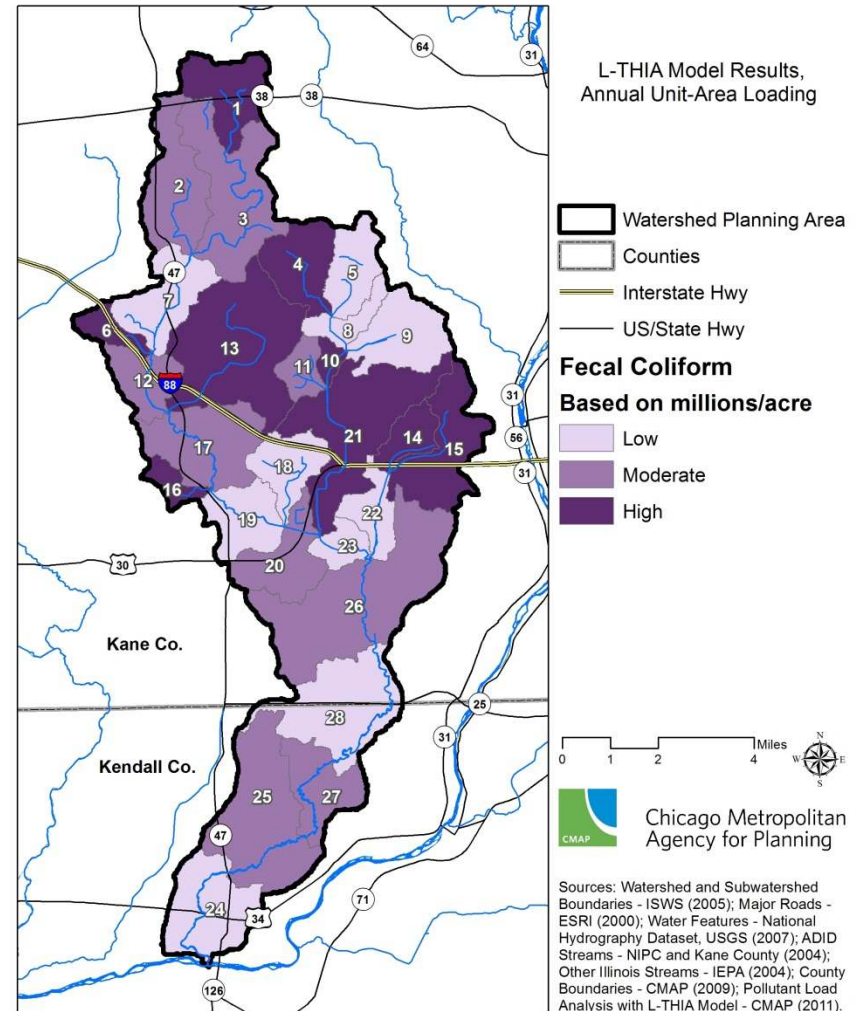 L-THIA Model Results,
Annual Unit-Area Loading
Watershed Planning Area
Counties
Interstate Hwy
US/State Hwy
Fecal Coliform
Based on millions/acre
Low
Moderate
High
64
31
38
38
1
2
3
47
4
5
7
8
9
6
13
10
11
12
88
31
56
31
21
14
15
17
18
16
22
19
23
20
30
26
Kane Co.
28
25
31
Kendall Co.
25
27
47
24
34
71
126
Miles
0 1 2 4
N
W E
S
CMAP
Chicago Metropolitan
Agency for Planning
Sources: Watershed and Subwatershed
Boundaries - ISWS (2005); Major Roads -
ESRI (2000); Water Features - National
Hydrography Dataset, USGS (2007); ADID
Streams - NIPC and Kane County (2004);
Other Illinois Streams - IEPA (2004); County
Boundaries - CMAP (2009); Pollutant Load
Analysis with L-THIA Model - CMAP (2011).